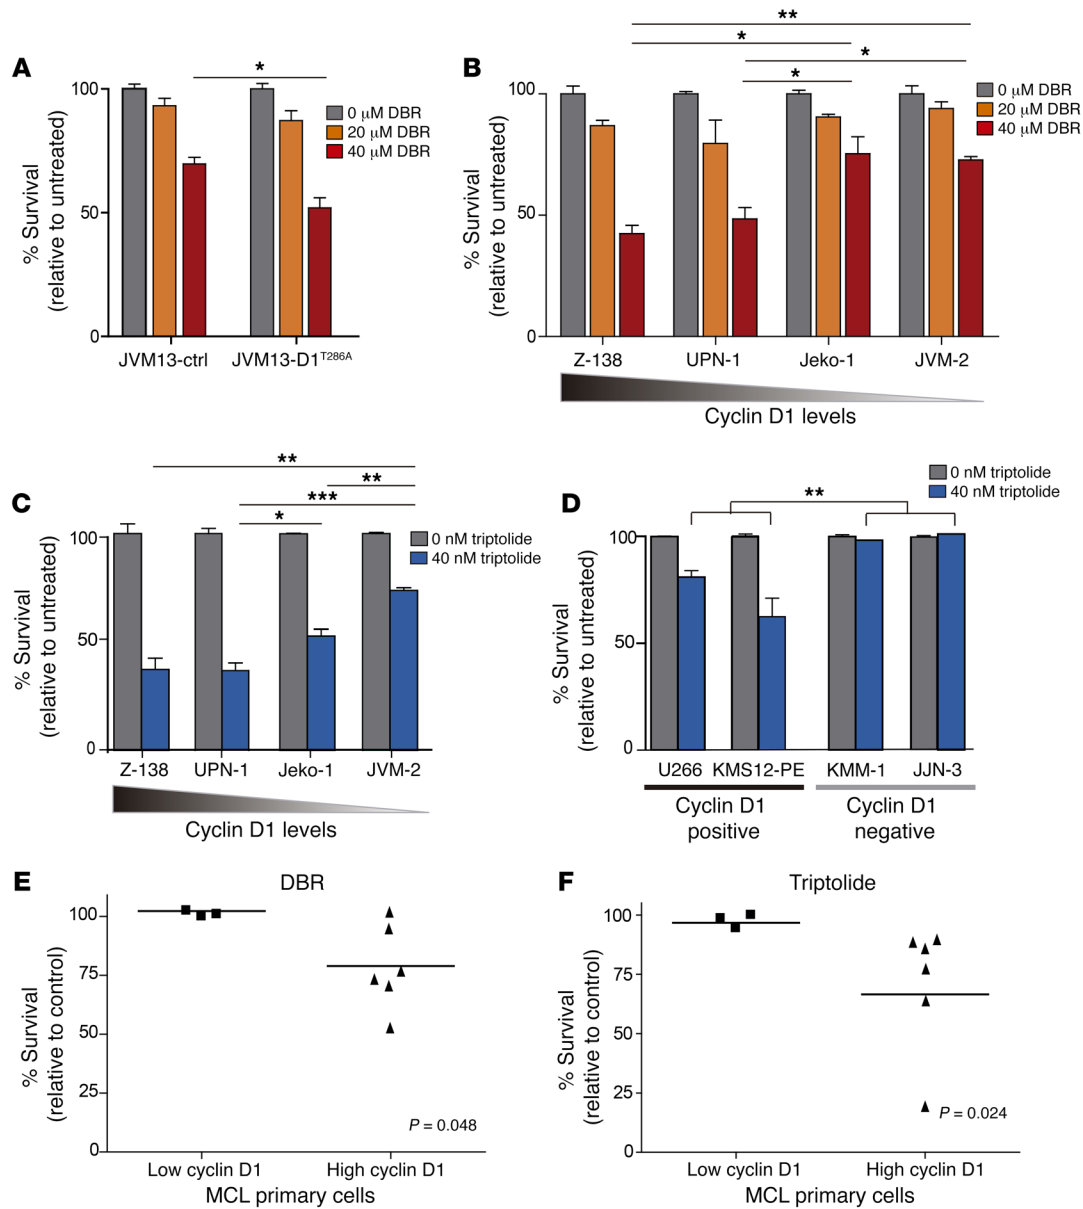 A
% Survival
(relative to untreated)
100
50
0
*
0 μM DBR
20 μM DBR
40 μM DBR
JVM13-ctrl
JVM13-D1T286A
B
% Survival
(relative to untreated)
100
50
0
**
*
*
*
0 μM DBR
20 μM DBR
40 μM DBR
Z-138
UPN-1
Jeko-1
JVM-2
Cyclin D1 levels
C
% Survival
(relative to untreated)
100
50
0
**
**
***
*
0 nM triptolide
40 nM triptolide
Z-138
UPN-1
Jeko-1
JVM-2
Cyclin D1 levels
D
% Survival
(relative to untreated)
100
50
0
**
0 nM triptolide
40 nM triptolide
U266
KMS12-PE
KMM-1
JJN-3
Cyclin D1
positive
Cyclin D1
negative
E
DBR
% Survival
(relative to control)
100
75
50
25
0
P = 0.048
Low cyclin D1
High cyclin D1
MCL primary cells
F
Triptolide
% Survival
(relative to control)
100
75
50
25
0
P = 0.024
Low cyclin D1
High cyclin D1
MCL primary cells